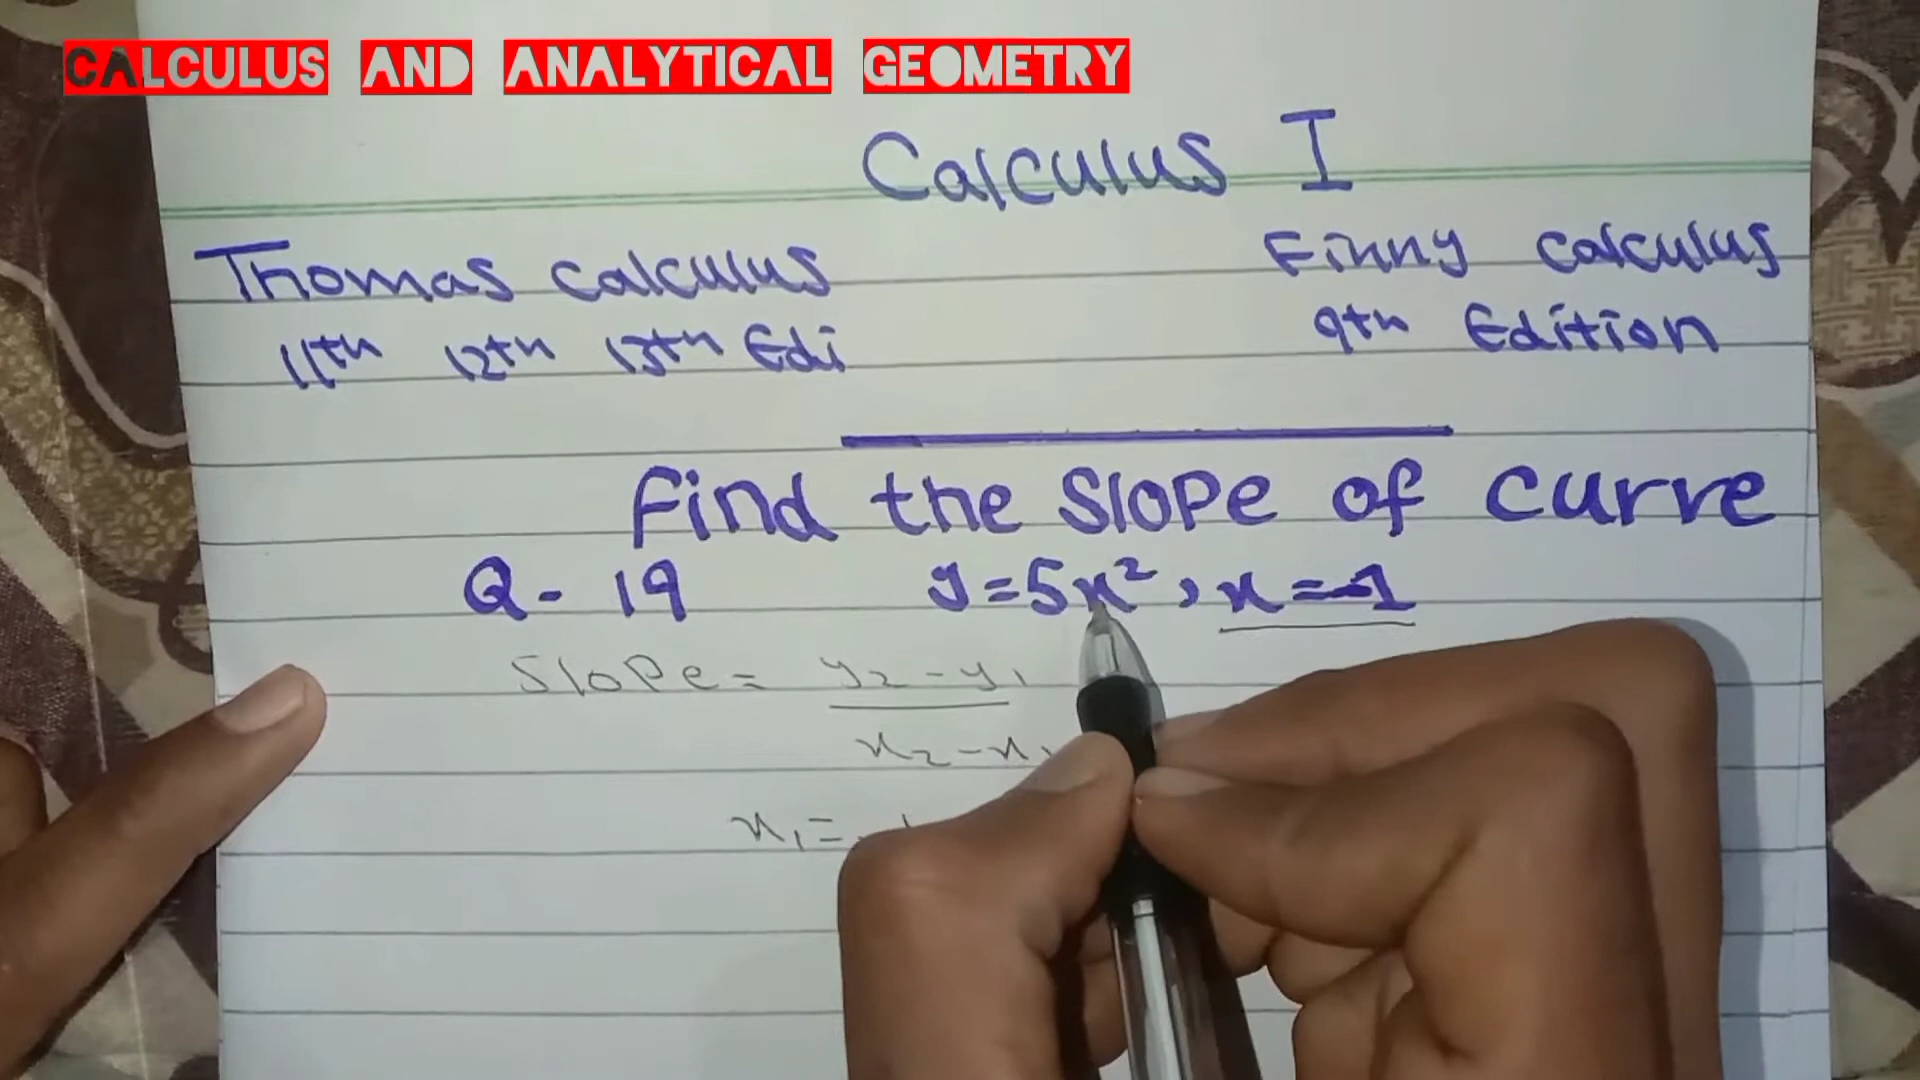 CALCULUS AND ANALYTICAL GEOMETRY
Calculus I
Thomas Calculus
11th 12th 13th Edi
Finny Calculus
9th Edition
Find the Slope of Curve
Q- 19 y=5x², x=-1
Slope= y₂-y₁
x₂-x₁
x₁=